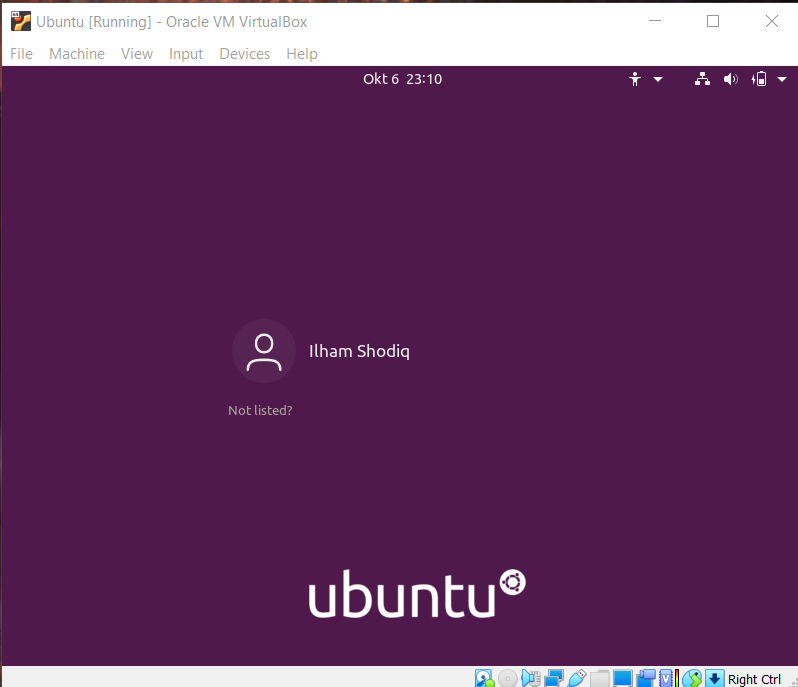 Ubuntu [Running] - Oracle VM VirtualBox
File Machine View Input Devices Help
Okt 6 23:10
Ilham Shodiq
Not listed?
ubuntu
Right Ctrl